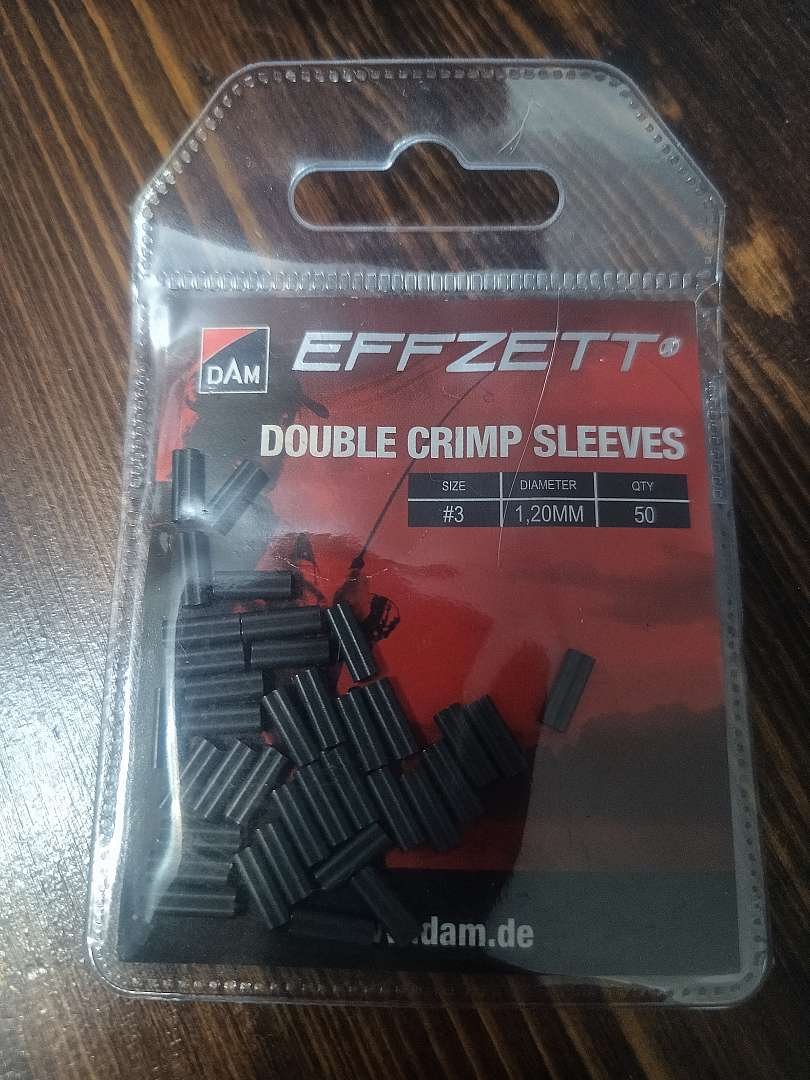 DAM
EFFZETT
DOUBLE CRIMP SLEEVES
SIZE DIAMETER QTY
#3 1,20MM 50
.dam.de